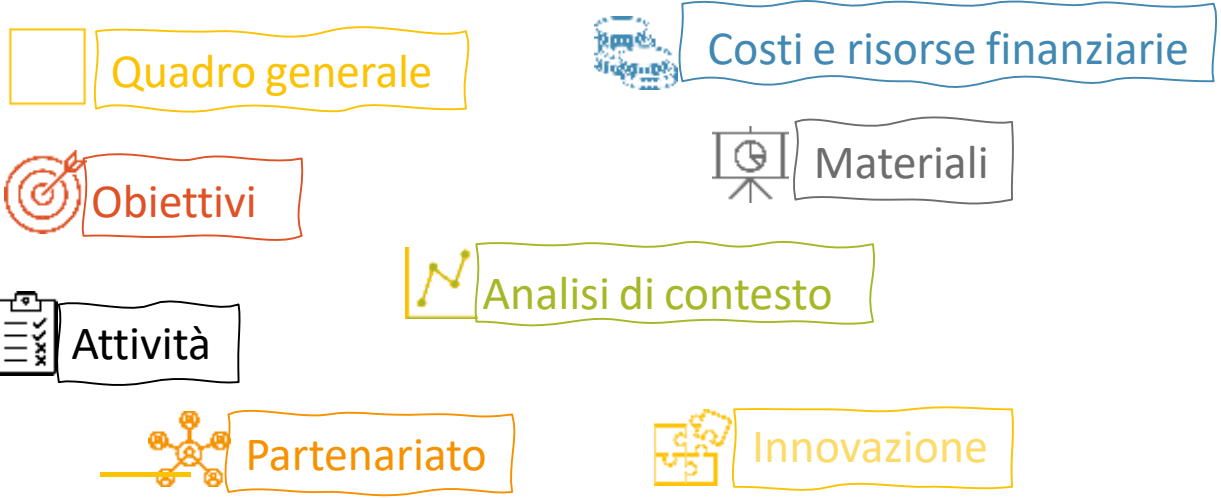 Quadro generale
Costi e risorse finanziarie
Obiettivi
Materiali
Analisi di contesto
Attività
Partenariato
Innovazione